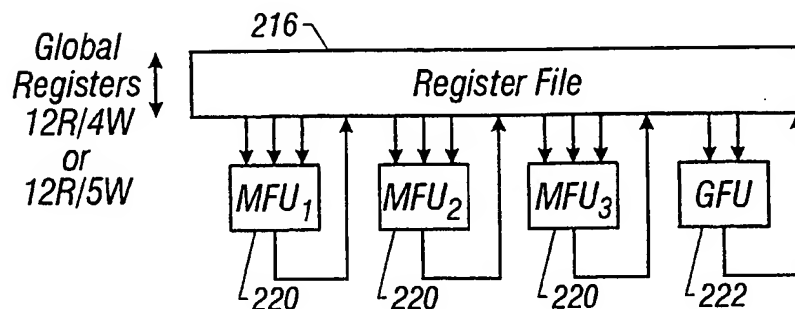 216
Global
Registers
12R/4W
or
12R/5W
Register File
MFU1
MFU2
MFU3
GFU
220
220
220
222